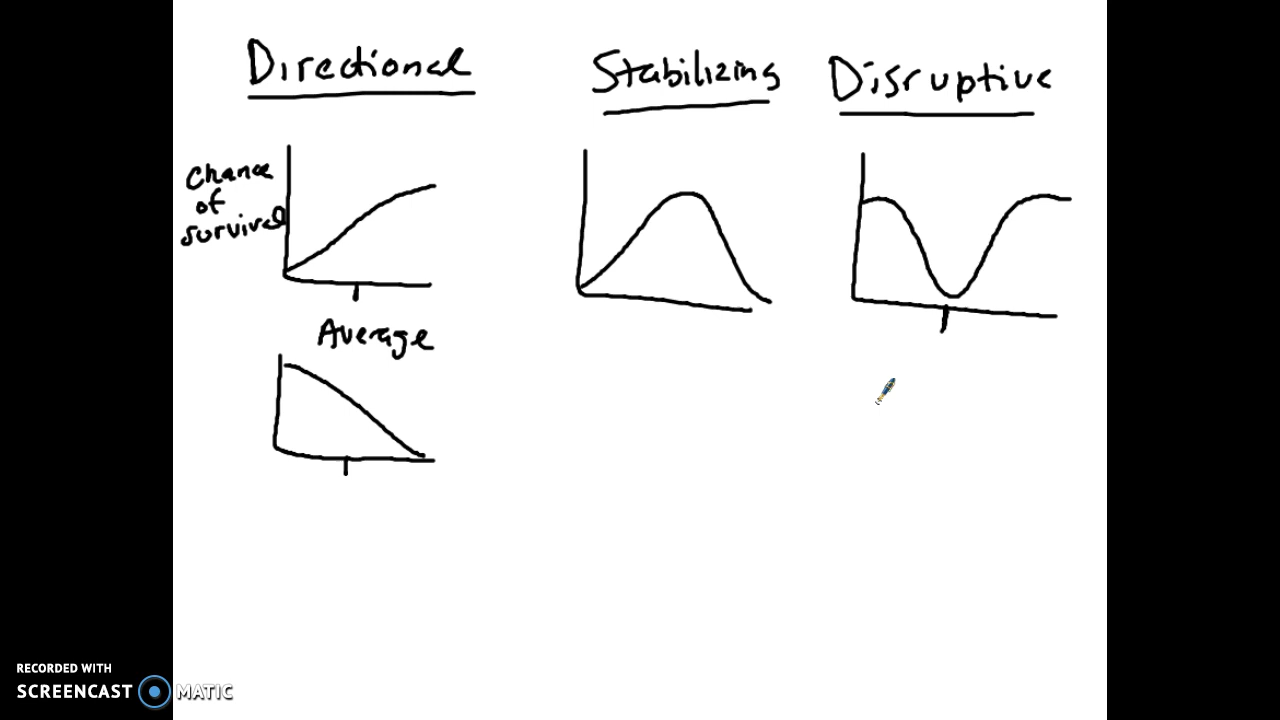 Directional
Stabilizing
Disruptive
Chance
of
survival
Average
RECORDED WITH
SCREENCAST MATIC